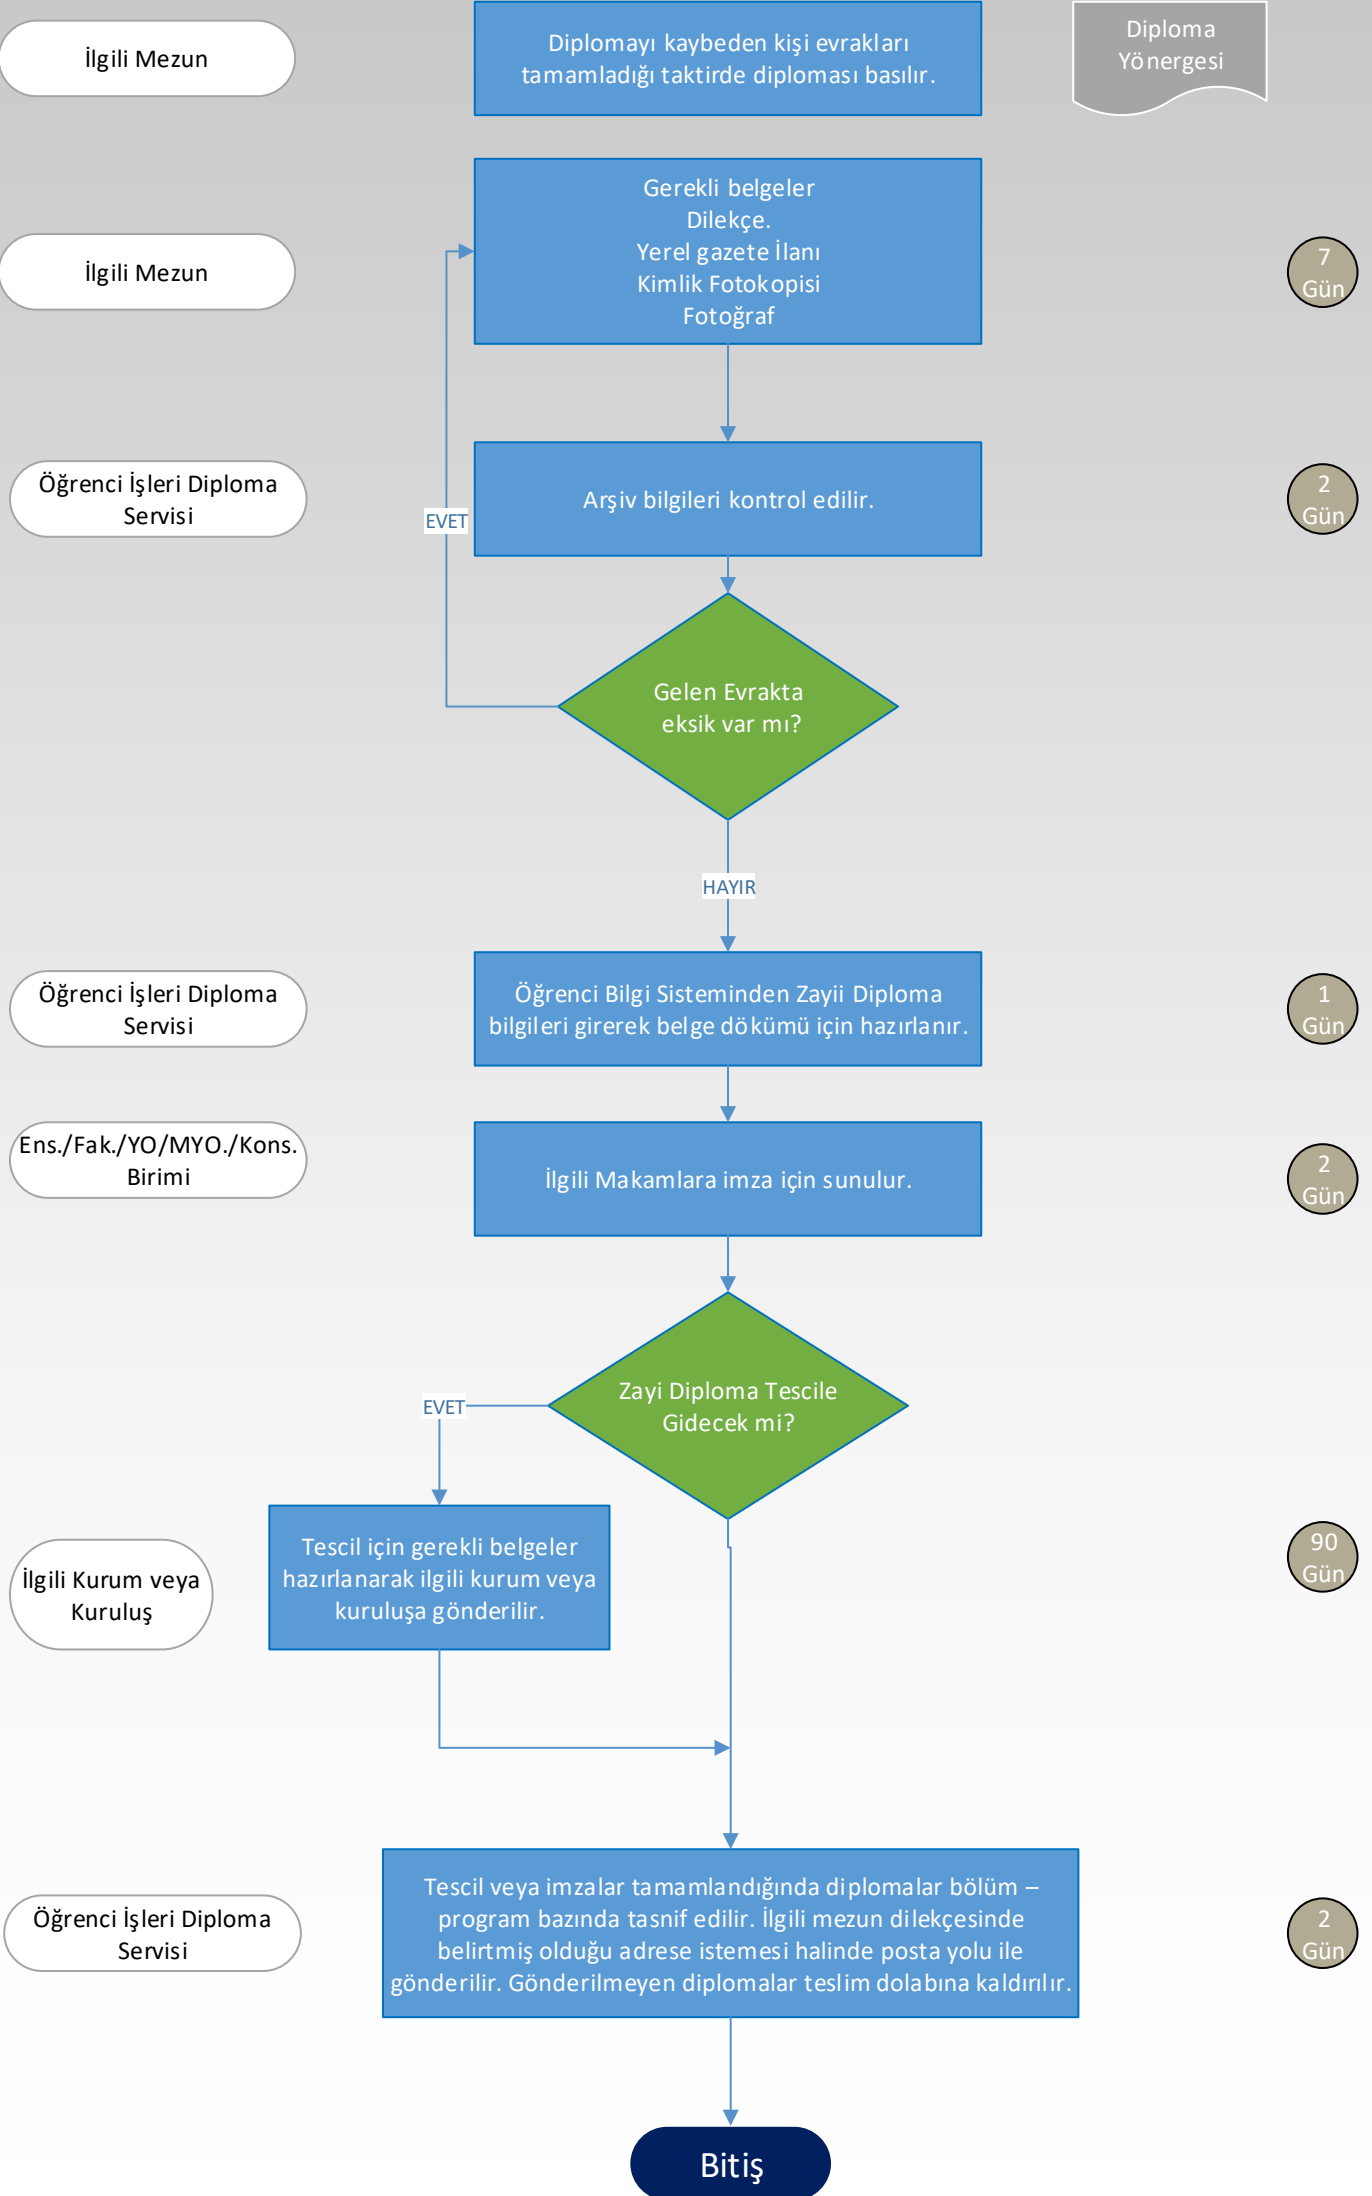 İlgili Mezun
Diplomayı kaybeden kişi evrakları
tamamladığı taktirde diploması basılır.
Diploma
Yönergesi
İlgili Mezun
Gerekli belgeler
Dilekçe.
Yerel gazete İlanı
Kimlik Fotokopisi
Fotoğraf
7
Gün
Öğrenci İşleri Diploma
Servisi
EVET
Arşiv bilgileri kontrol edilir.
2
Gün
Gelen Evrakta
eksik var mı?
HAYIR
Öğrenci İşleri Diploma
Servisi
Öğrenci Bilgi Sisteminden Zayii Diploma
bilgileri girerek belge dökümü için hazırlanır.
1
Gün
Ens./Fak./YO/MYO./Kons.
Birimi
İlgili Makamlara imza için sunulur.
2
Gün
Zayi Diploma Tescile
Gidecek mi?
EVET
İlgili Kurum veya
Kuruluş
Tescil için gerekli belgeler
hazırlanarak ilgili kurum veya
kuruluşa gönderilir.
90
Gün
Öğrenci İşleri Diploma
Servisi
Tescil veya imzalar tamamlandığında diplomalar bölüm –
program bazında tasnif edilir. İlgili mezun dilekçesinde
belirtmiş olduğu adrese istemesi halinde posta yolu ile
gönderilir. Gönderilmeyen diplomalar teslim dolabına kaldırılır.
2
Gün
Bitiş